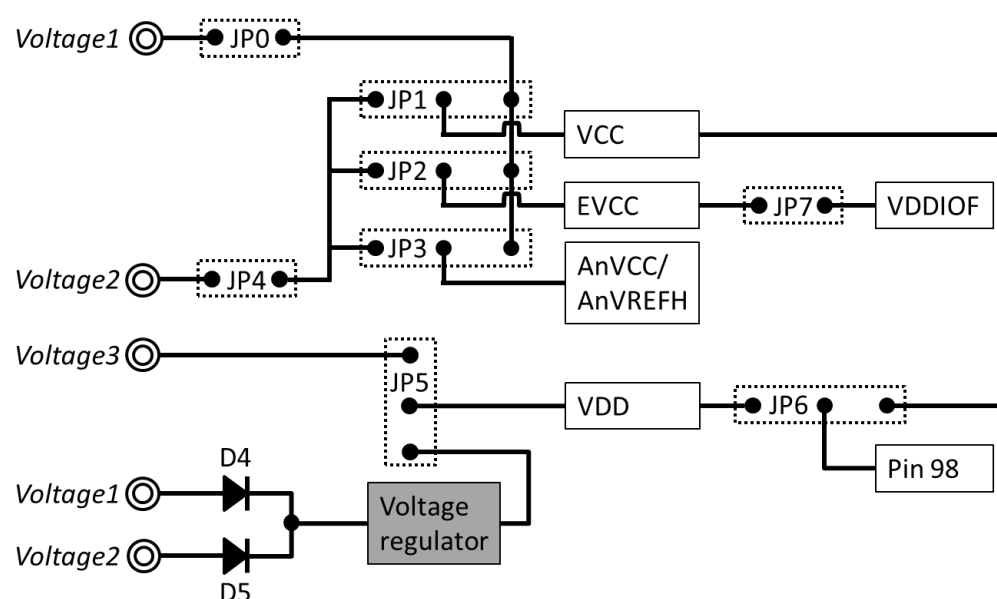 Voltage1
JP0
JP1
VCC
JP2
EVCC
JP7
VDDIOF
JP3
AnVCC/
AnVREFH
Voltage2
JP4
Voltage3
JP5
VDD
JP6
Pin 98
D4
Voltage1
Voltage
regulator
Voltage2
D5